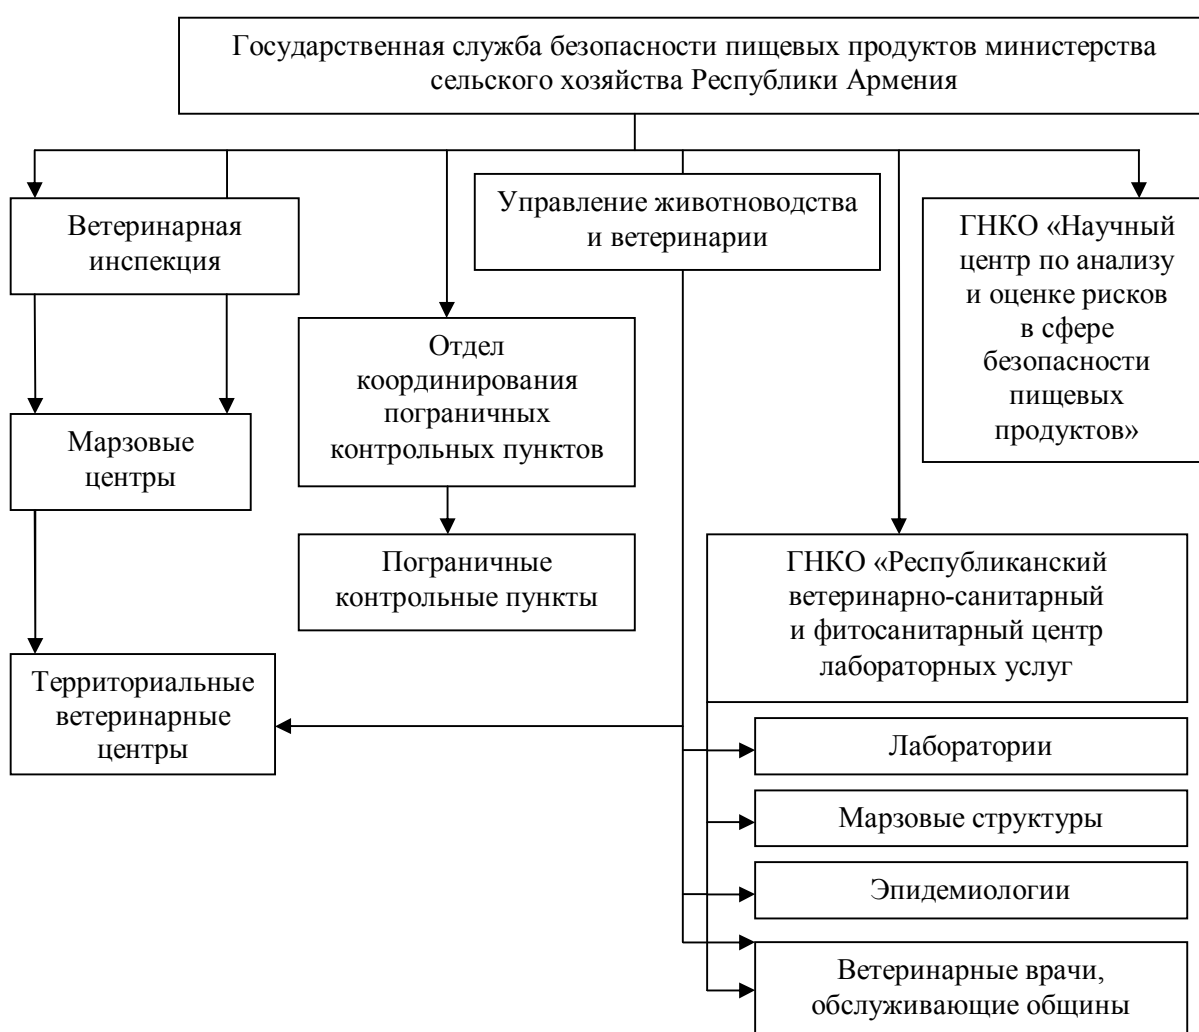 Государственная служба безопасности пищевых продуктов министерства
сельского хозяйства Республики Армения
Ветеринарная
инспекция
Управление животноводства
и ветеринарии
ГНКО «Научный
центр по анализу
и оценке рисков
в сфере
безопасности
пищевых
продуктов»
Отдел
координирования
пограничных
контрольных пунктов
Марзовые
центры
Пограничные
контрольные пункты
ГНКО «Республиканский
ветеринарно-санитарный
и фитосанитарный центр
лабораторных услуг
Территориальные
ветеринарные
центры
Лаборатории
Марзовые структуры
Эпидемиологии
Ветеринарные врачи,
обслуживающие общины